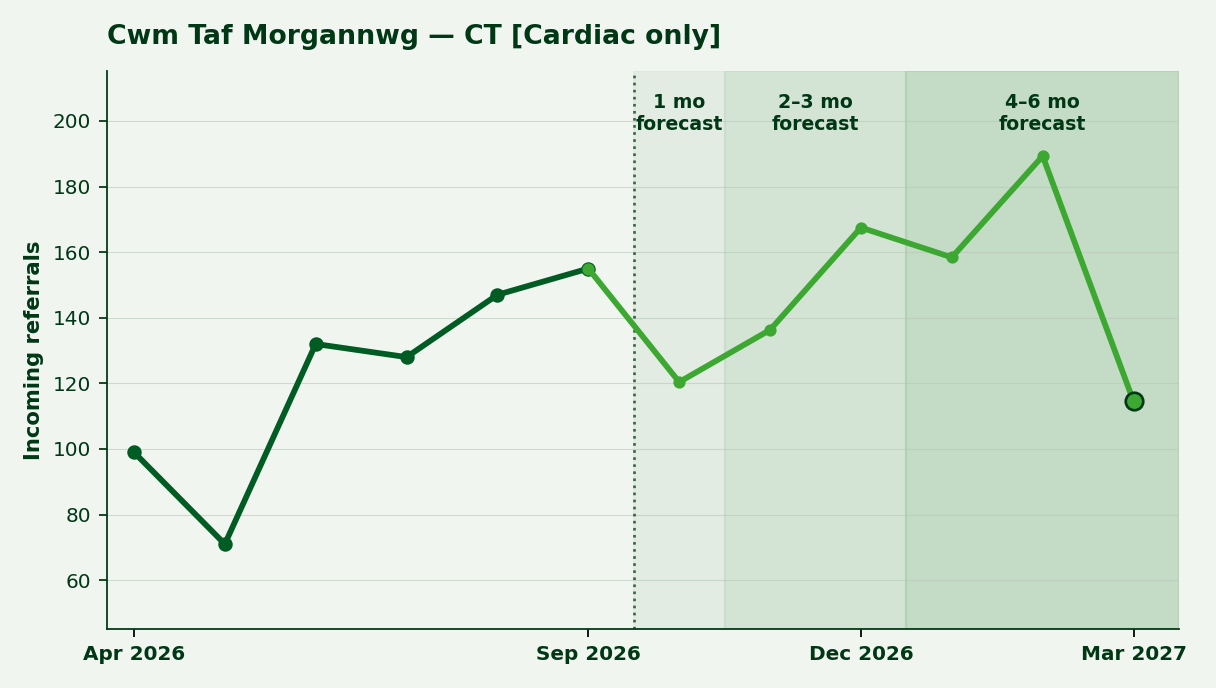 Cwm Taf Morgannwg — CT [Cardiac only]
1 mo
forecast
2–3 mo
forecast
4–6 mo
forecast
Incoming referrals
200
180
160
140
120
100
80
60
Apr 2026
Sep 2026
Dec 2026
Mar 2027